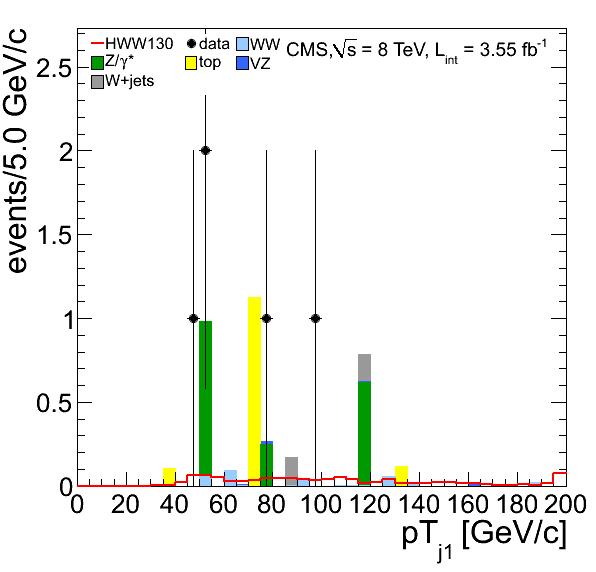 HWW130 data WW CMS,√s = 8 TeV, L_int = 3.55 fb⁻¹
Z/γ* top VZ
W+jets
events/5.0 GeV/c
2.5
2
1.5
1
0.5
0
0 20 40 60 80 100 120 140 160 180 200
pT_j1 [GeV/c]